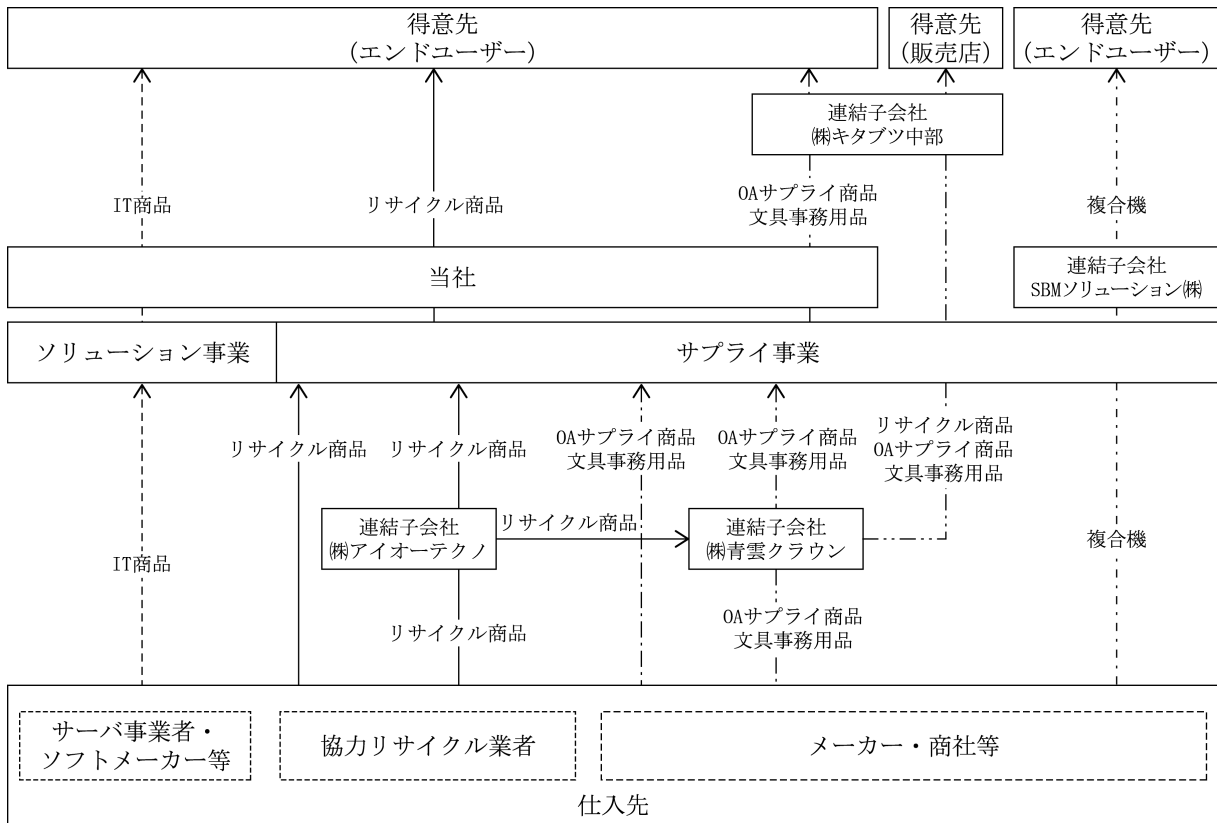 得意先
(エンドユーザー)
得意先
(販売店)
得意先
(エンドユーザー)
連結子会社
㈱キタブツ中部
IT商品
リサイクル商品
OAサプライ商品
文具事務用品
複合機
当社
連結子会社
SBMソリューション㈱
ソリューション事業
サプライ事業
リサイクル商品
リサイクル商品
OAサプライ商品
文具事務用品
OAサプライ商品
文具事務用品
リサイクル商品
OAサプライ商品
文具事務用品
連結子会社
㈱アイオーテクノ
リサイクル商品
連結子会社
㈱青雲クラウン
IT商品
複合機
リサイクル商品
OAサプライ商品
文具事務用品
サーバ事業者・
ソフトメーカー等
協力リサイクル業者
メーカー・商社等
仕入先